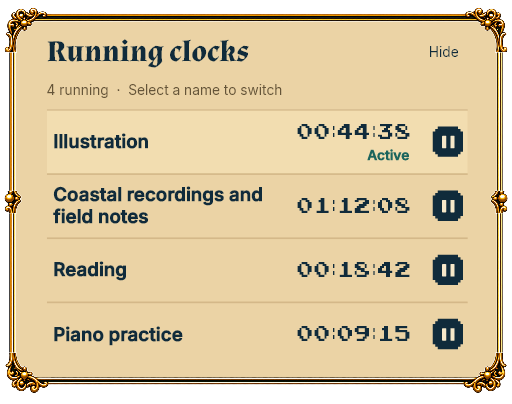 Running clocks
Hide
4 running · Select a name to switch
Illustration
00:44:38
Active
Coastal recordings and
field notes
01:12:08
Reading
00:18:42
Piano practice
00:09:15